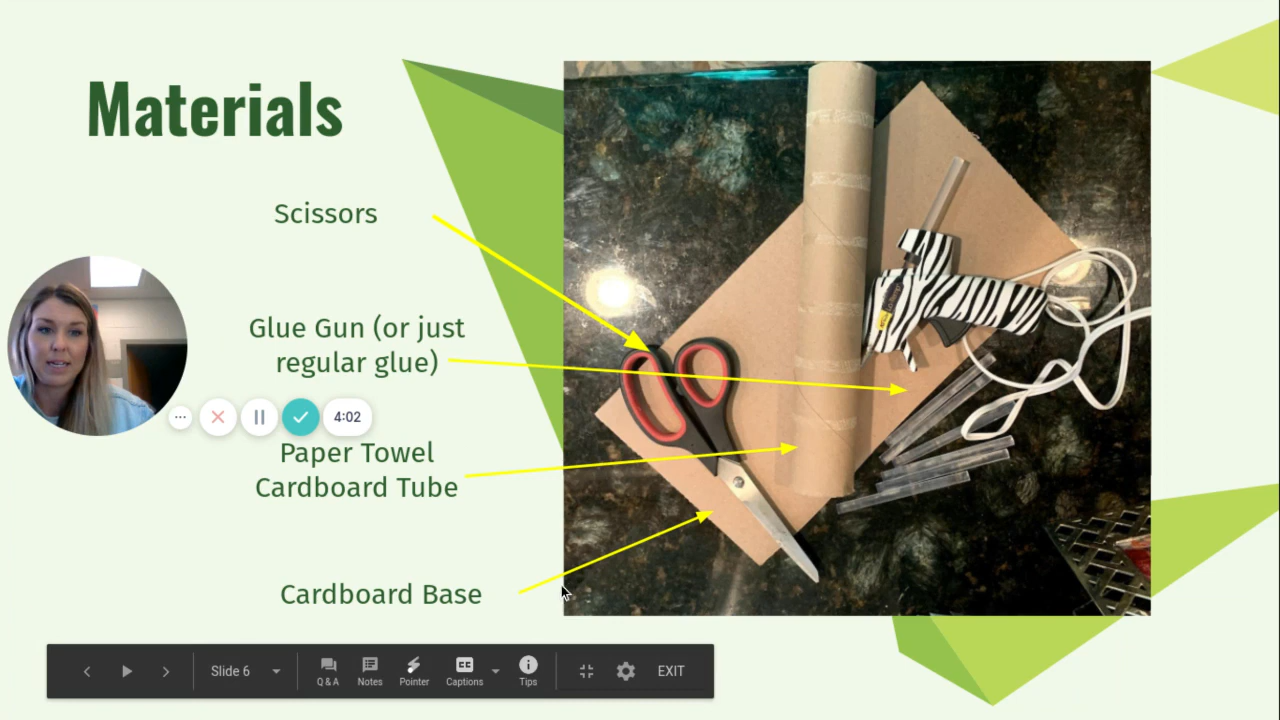 Materials
Scissors
Glue Gun (or just
regular glue)
4:02
Paper Towel
Cardboard Tube
Cardboard Base
Slide 6
Q & A
Notes
Pointer
Captions
Tips
EXIT